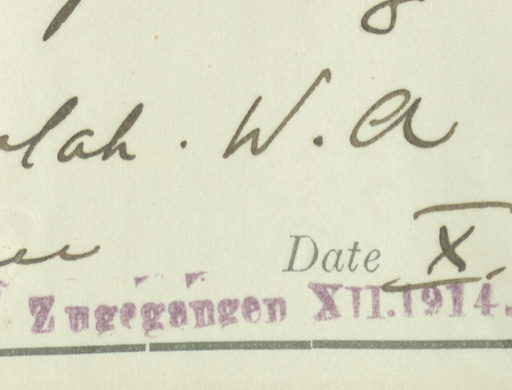 lah. W. A
Date X.
Zugegangen XII.1914.